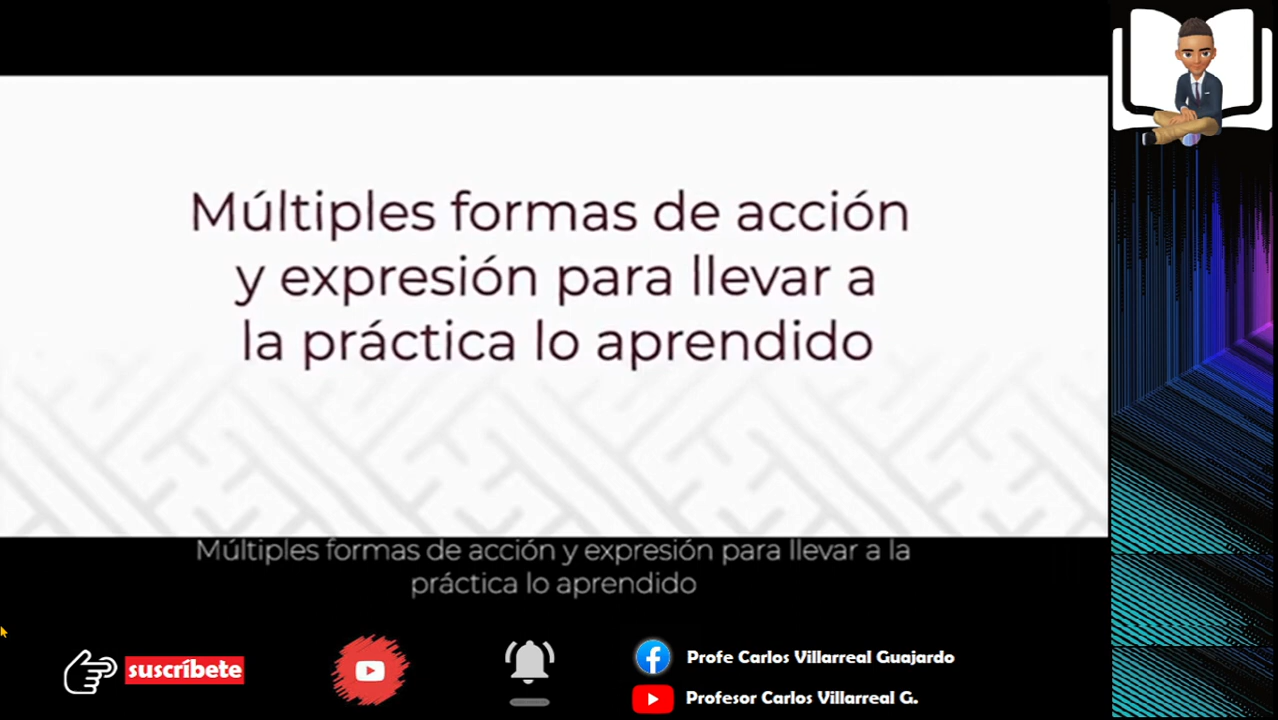 Múltiples formas de acción
y expresión para llevar a
la práctica lo aprendido
Múltiples formas de acción y expresión para llevar a la
práctica lo aprendido
suscríbete
Profe Carlos Villarreal Guajardo
Profesor Carlos Villarreal G.